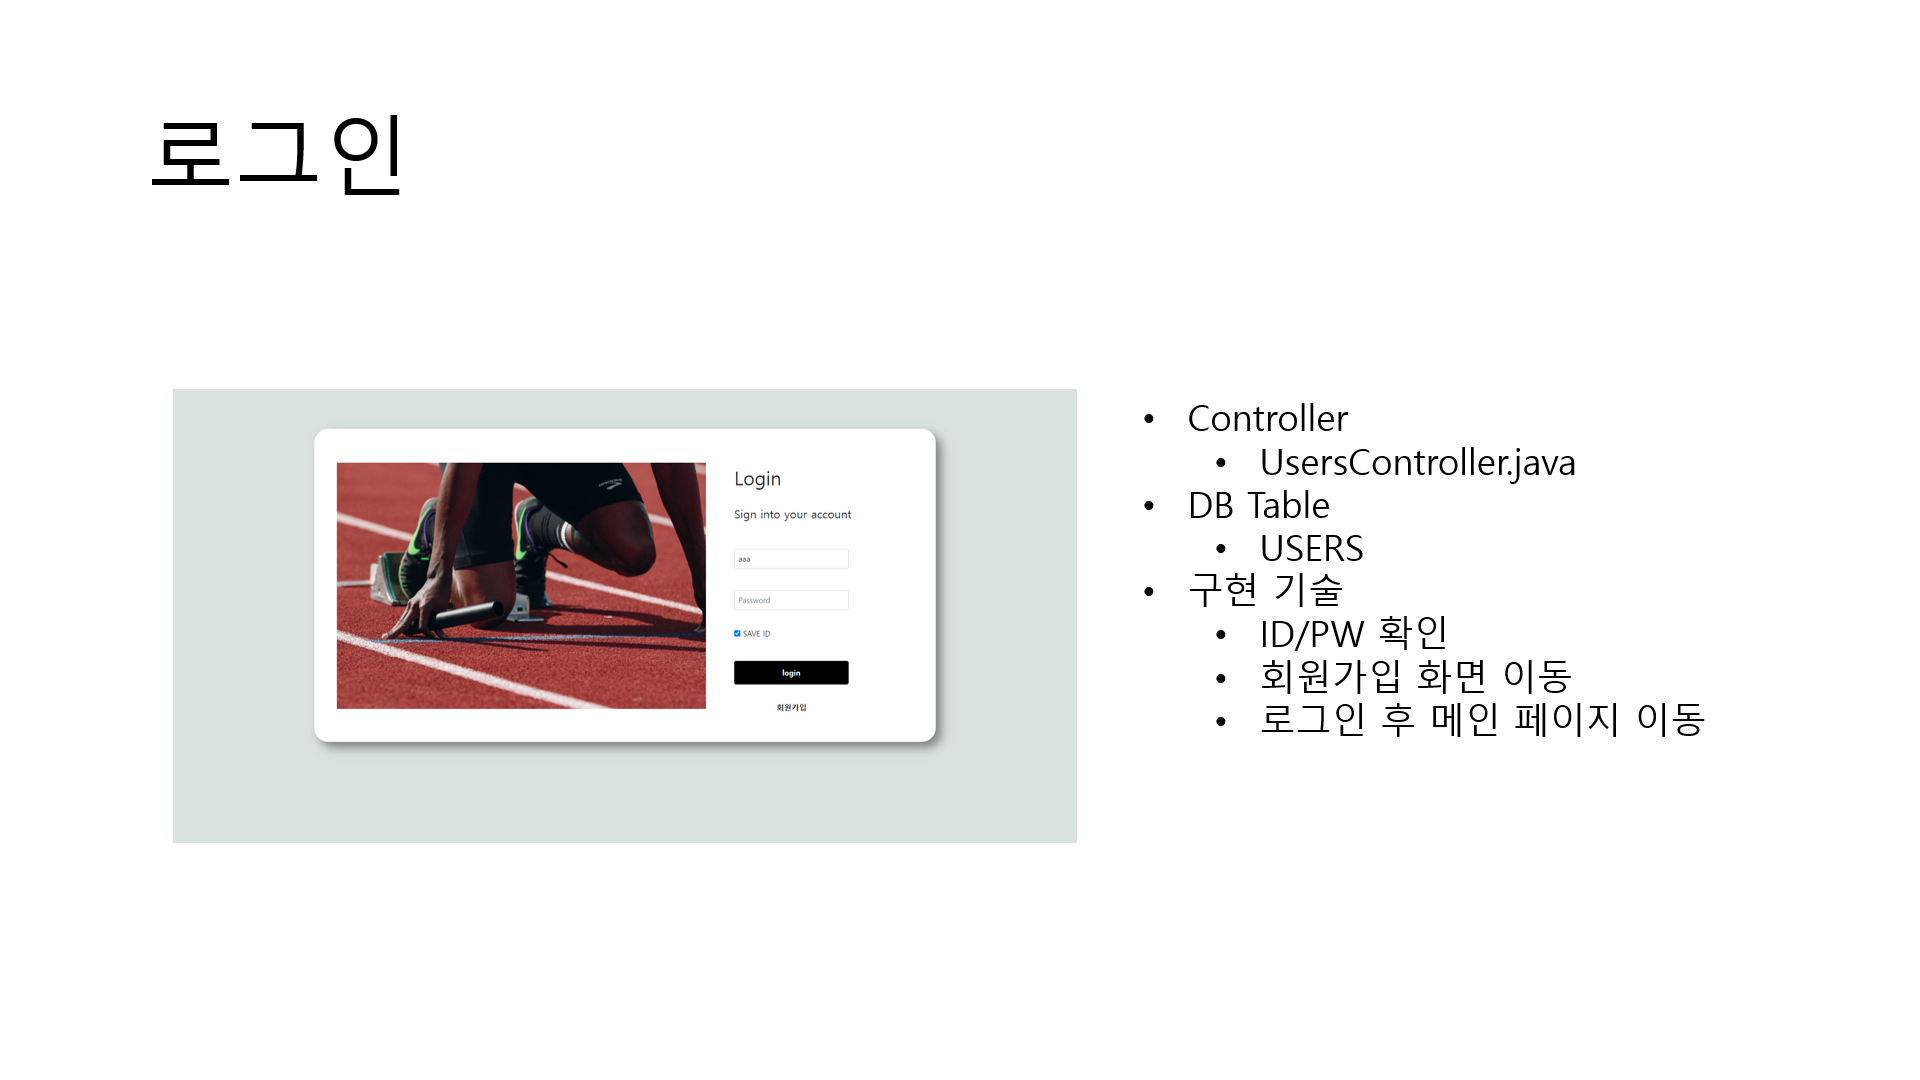 로그인
Login
Sign into your account
aaa
Password
SAVE ID
login
회원가입
• Controller
• UsersController.java
• DB Table
• USERS
• 구현 기술
• ID/PW 확인
• 회원가입 화면 이동
• 로그인 후 메인 페이지 이동